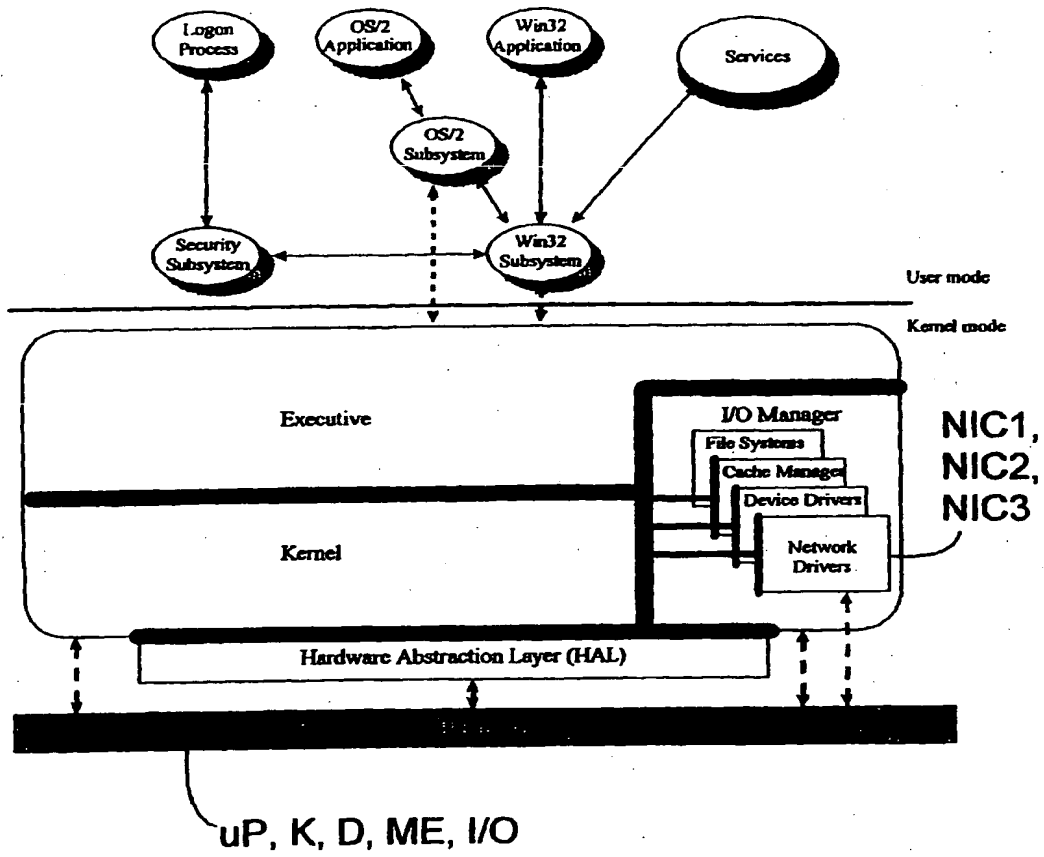 Logon
Process
OS/2
Application
Win32
Application
Services
OS/2
Subsystem
Security
Subsystem
Win32
Subsystem
User mode
Kernel mode
Executive
I/O Manager
File Systems
Cache Manager
Device Drivers
Network
Drivers
NIC1,
NIC2,
NIC3
Kernel
Hardware Abstraction Layer (HAL)
uP, K, D, ME, I/O